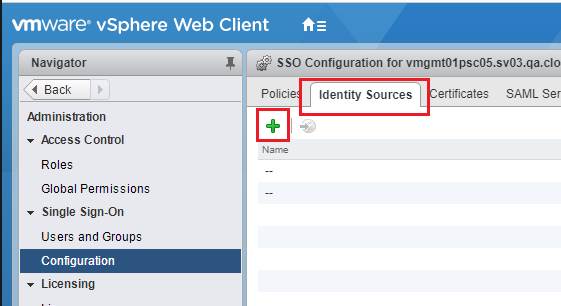 vmware® vSphere Web Client
Navigator
Back
Administration
Access Control
Roles
Global Permissions
Single Sign-On
Users and Groups
Configuration
Licensing
SSO Configuration for vmgmt01psc05.sv03.qa.clo
Policies Identity Sources Certificates SAML Ser
Name
--
--